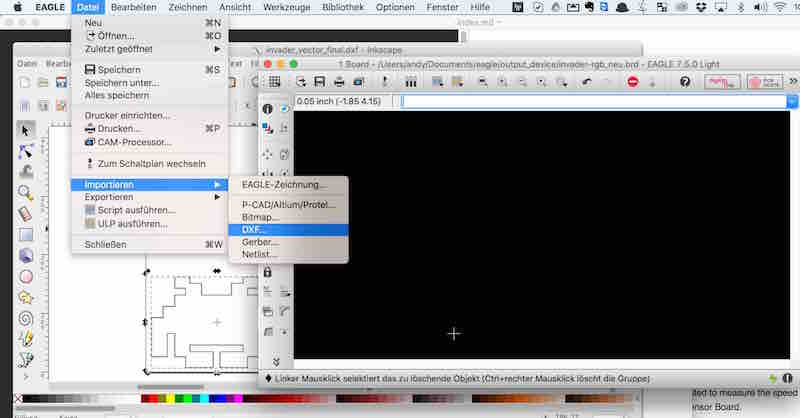 EAGLE Datei Bearbeiten Zeichnen Ansicht Werkzeuge Bibliothek Optionen Fenster Hilfe
index.md
Neu ⌘N
Öffnen... ⌘O
Zuletzt geöffnet
Speichern ⌘S
Speichern unter...
Alles speichern
Drucker einrichten...
Drucken... ⌘P
CAM-Processor...
Zum Schaltplan wechseln
Importieren
Exportieren
Script ausführen...
ULP ausführen...
Schließen ⌘W
EAGLE-Zeichnung...
P-CAD/Altium/Protel...
Bitmap...
DXF...
Gerber...
Netlist...
invader_vector_final.dxf - Inkscape
Datei Bearbeiten
1 Board - /Users/andy/Documents/eagle/output_device/invader-rgb_neu.brd - EAGLE 7.5.0 Light
0.05 inch (-1.85 4.15)
Linker Mausklick selektiert das zu löschende Objekt (Ctrl+rechter Mausklick löscht die Gruppe)
to measure the speed
nsor Board.